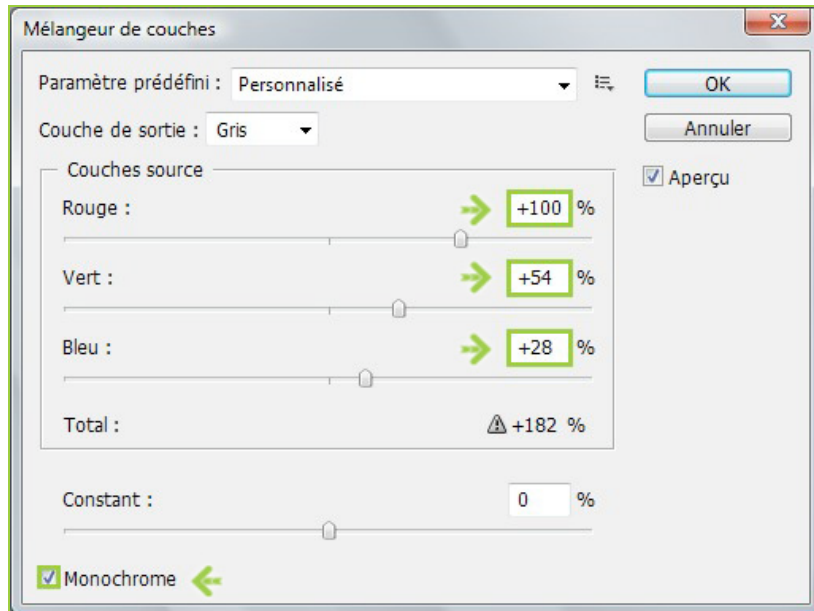 Mélangeur de couches
Paramètre prédéfini : Personnalisé
OK
Couche de sortie : Gris
Annuler
Couches source
Aperçu
Rouge : +100 %
Vert : +54 %
Bleu : +28 %
Total : +182 %
Constant : 0 %
Monochrome